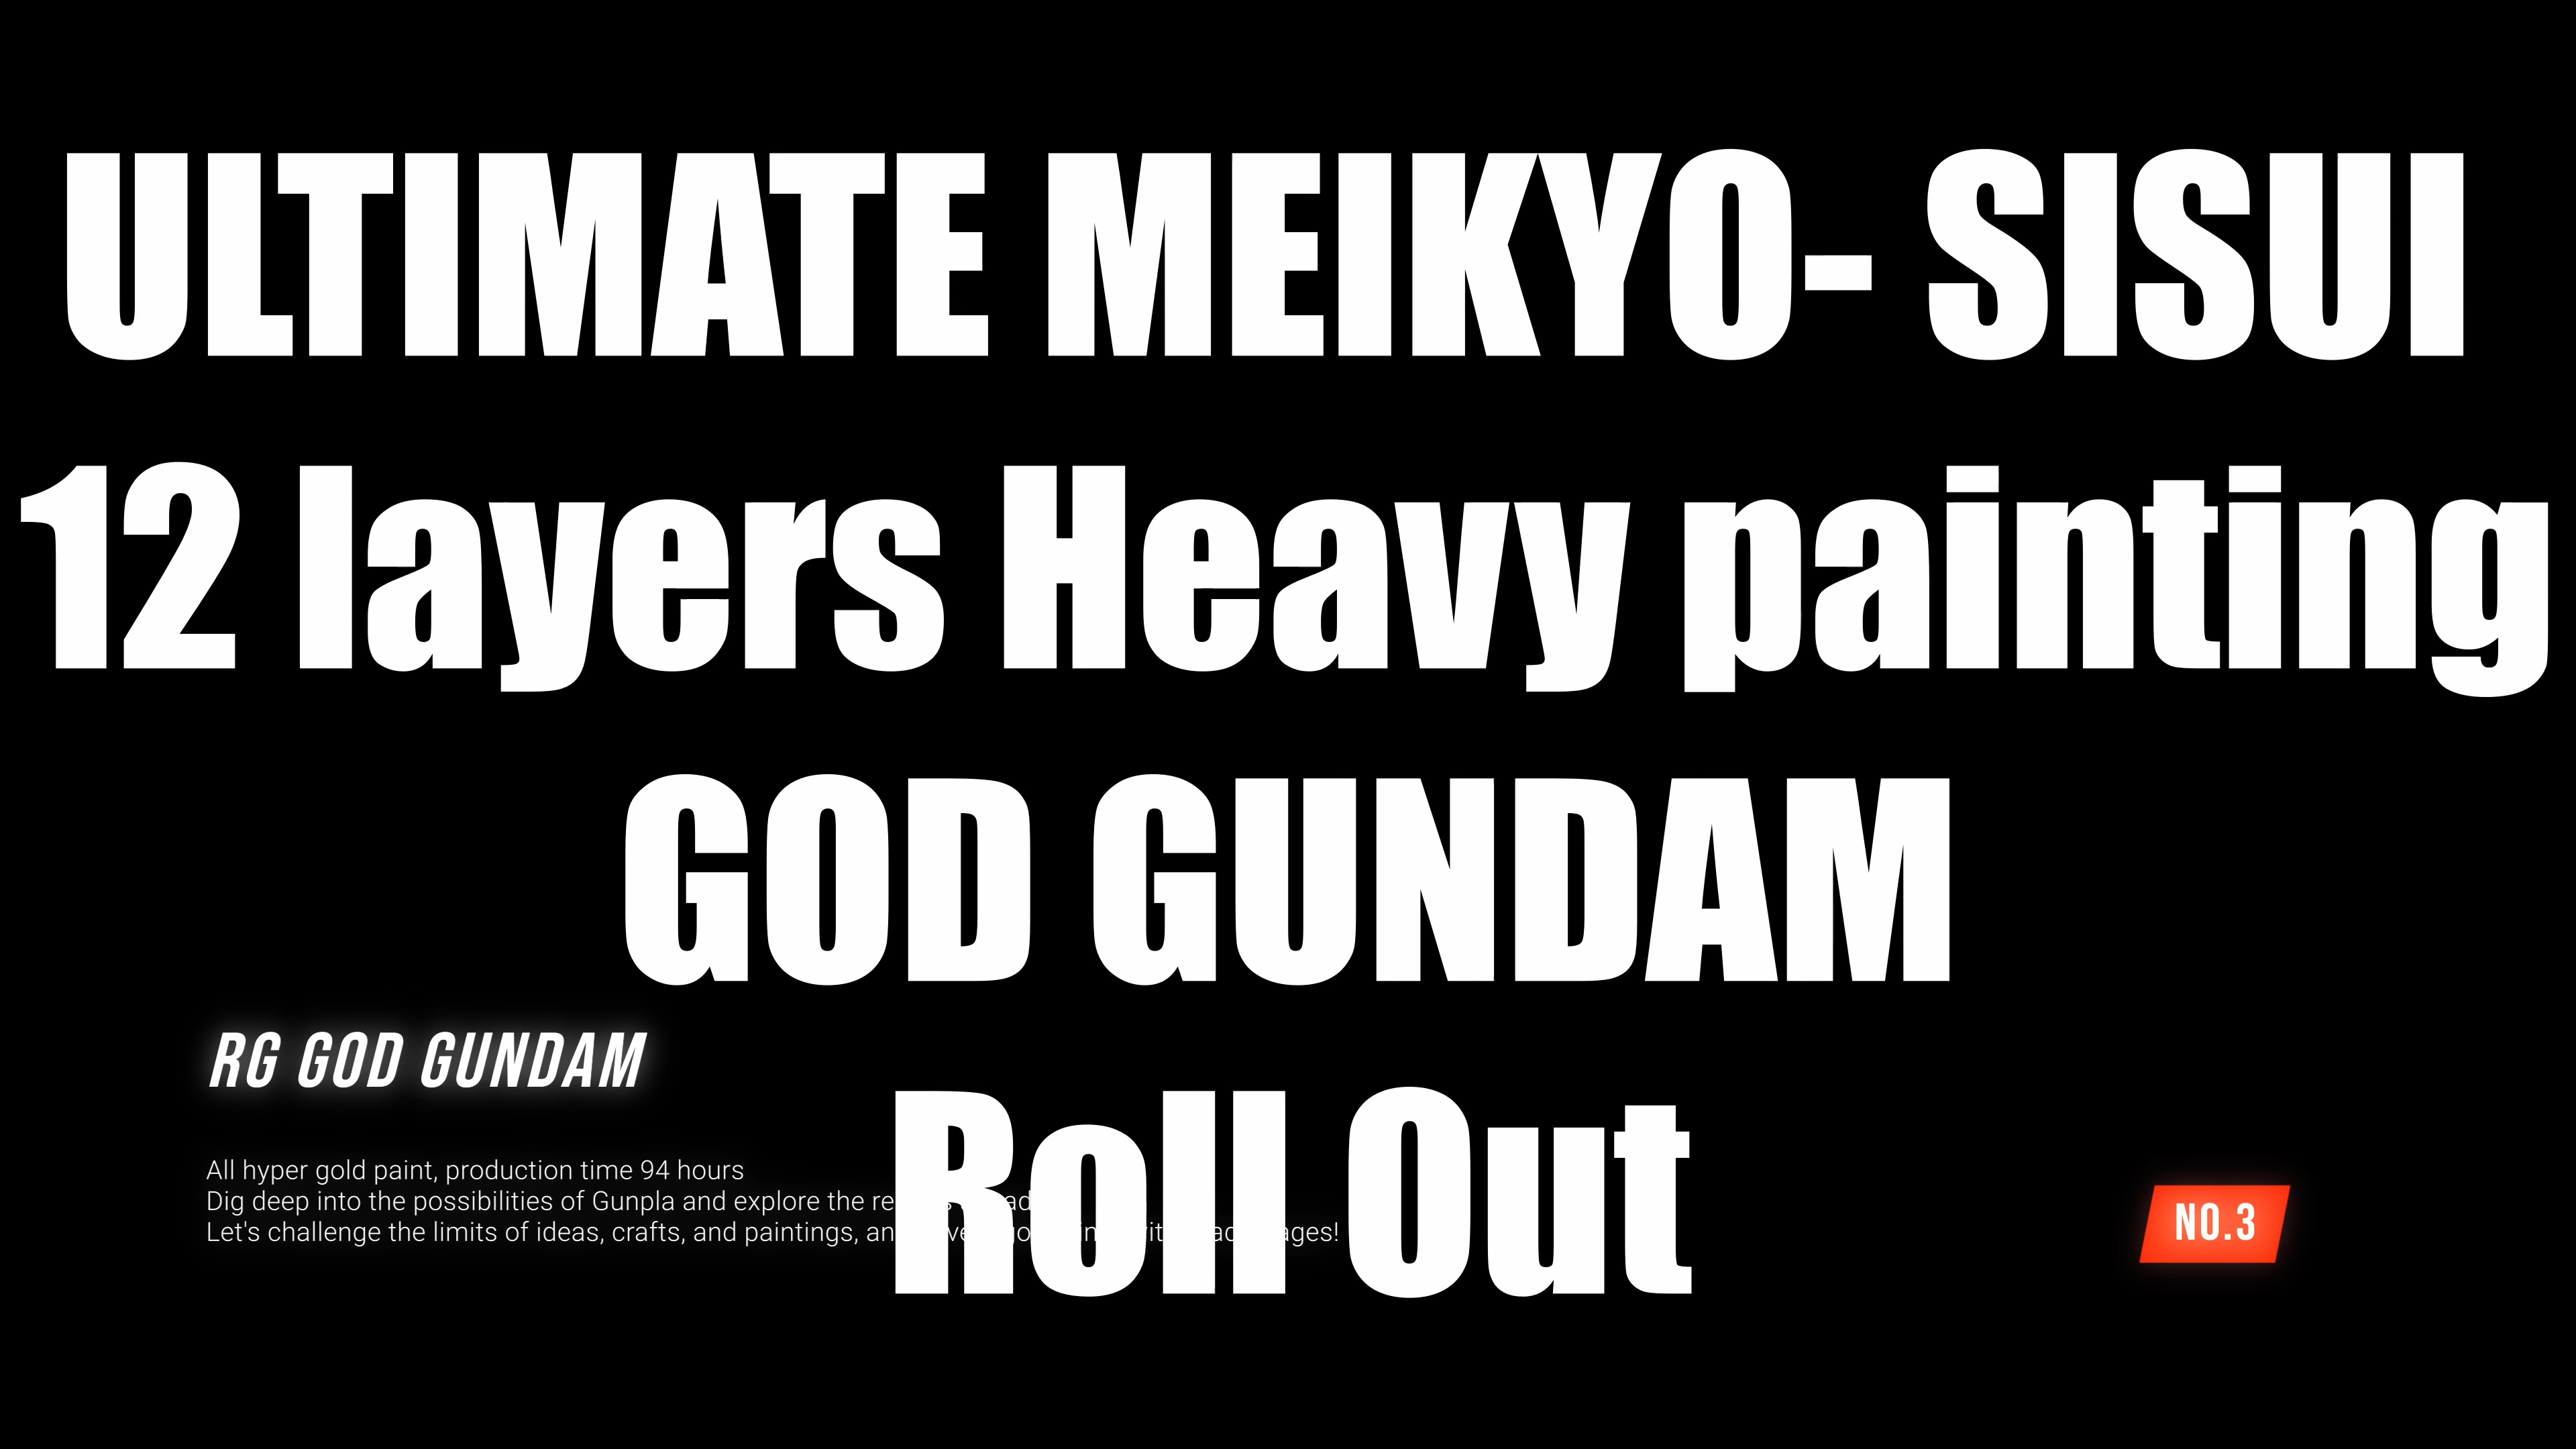 ULTIMATE MEIKYO- SISUI
12 layers Heavy painting
GOD GUNDAM
Roll Out
RG GOD GUNDAM
All hyper gold paint, production time 94 hours
Dig deep into the possibilities of Gunpla and explore the
Let's challenge the limits of ideas, crafts, and paintings,
NO.3